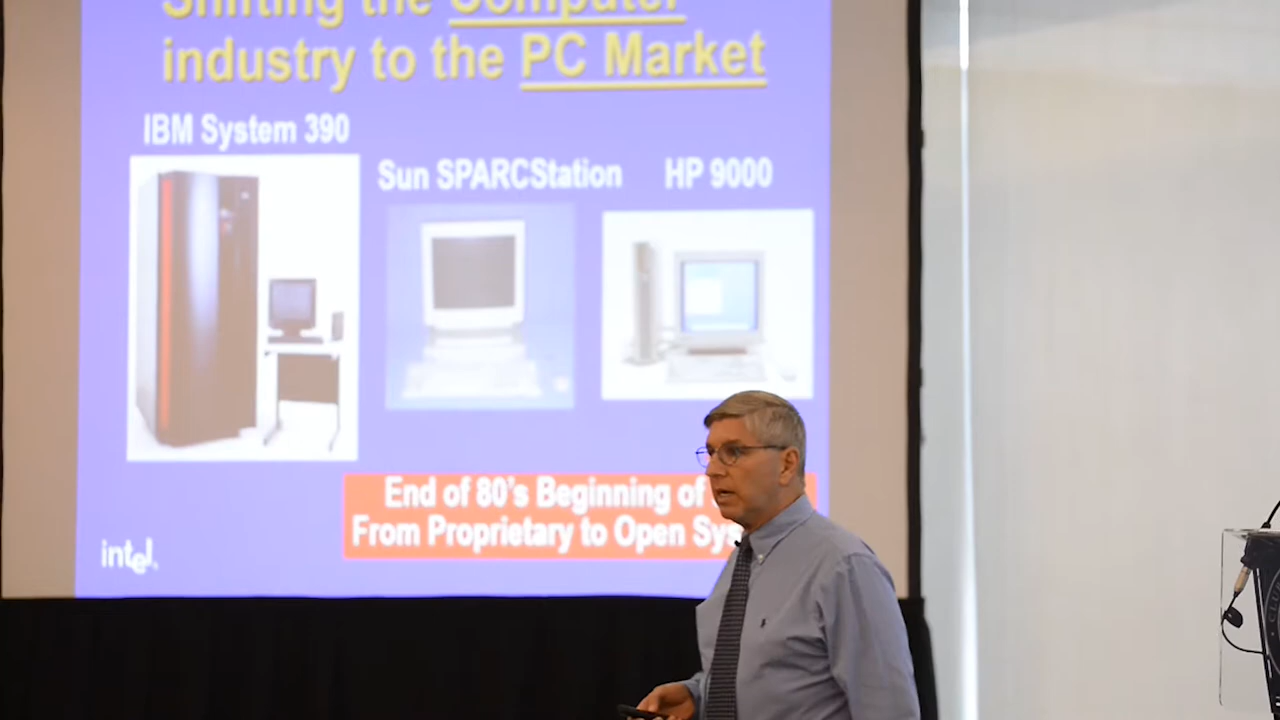 Shifting the Computer
industry to the PC Market
IBM System 390
Sun SPARCStation
HP 9000
End of 80's Beginning of
From Proprietary to Open
intel